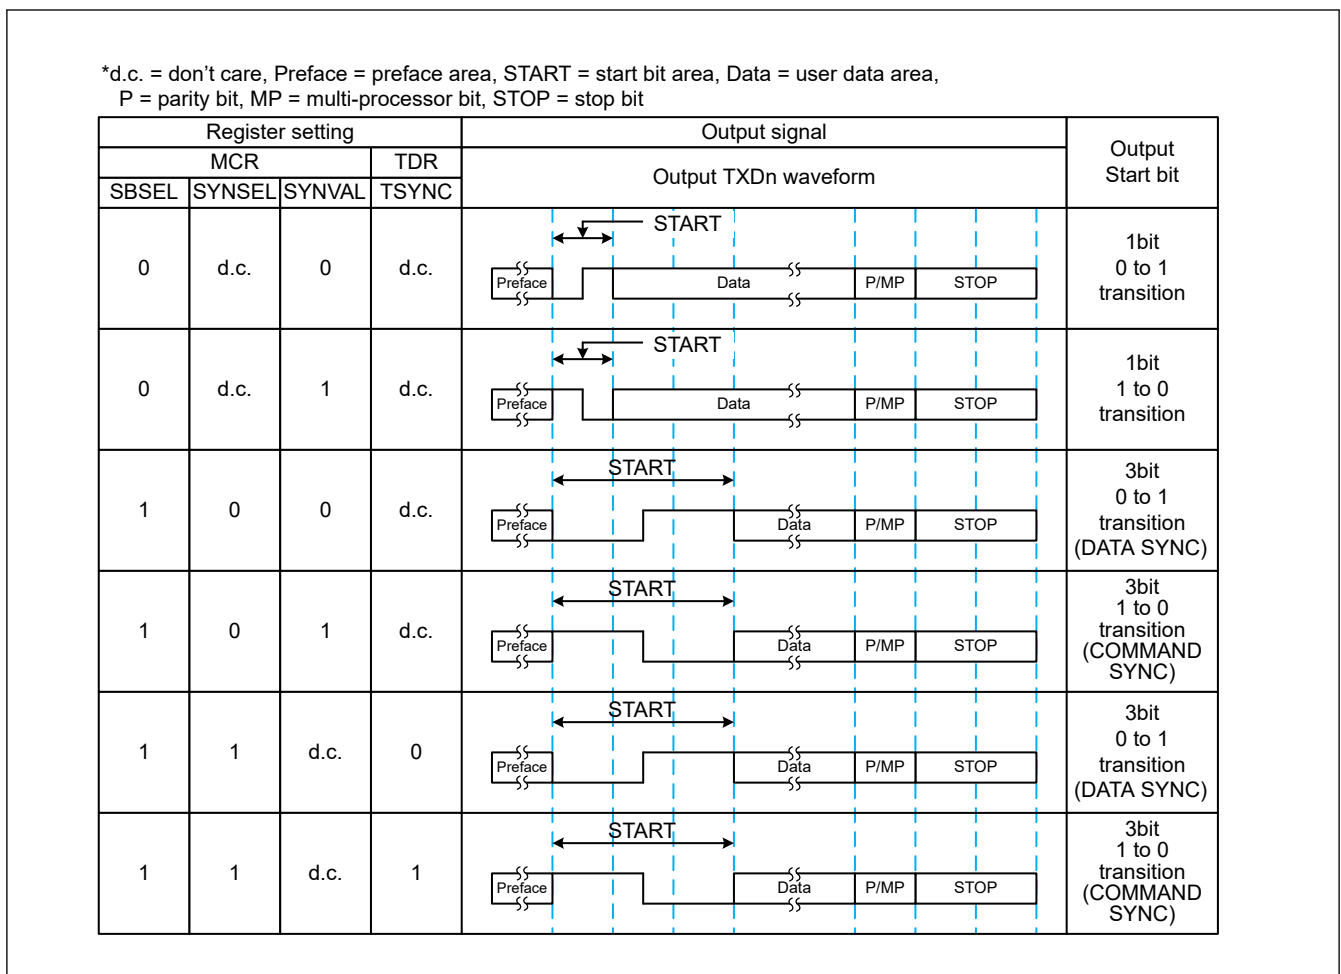 *d.c. = don't care, Preface = preface area, START = start bit area, Data = user data area,
P = parity bit, MP = multi-processor bit, STOP = stop bit
Register setting
Output signal
Output
Start bit
MCR
TDR
Output TXDn waveform
SBSEL
SYNSEL
SYNVAL
TSYNC
0
d.c.
0
d.c.
START
Preface
Data
P/MP
STOP
1bit
0 to 1
transition
0
d.c.
1
d.c.
START
Preface
Data
P/MP
STOP
1bit
1 to 0
transition
1
0
0
d.c.
START
Preface
Data
P/MP
STOP
3bit
0 to 1
transition
(DATA SYNC)
1
0
1
d.c.
START
Preface
Data
P/MP
STOP
3bit
1 to 0
transition
(COMMAND
SYNC)
1
1
d.c.
0
START
Preface
Data
P/MP
STOP
3bit
0 to 1
transition
(DATA SYNC)
1
1
d.c.
1
START
Preface
Data
P/MP
STOP
3bit
1 to 0
transition
(COMMAND
SYNC)